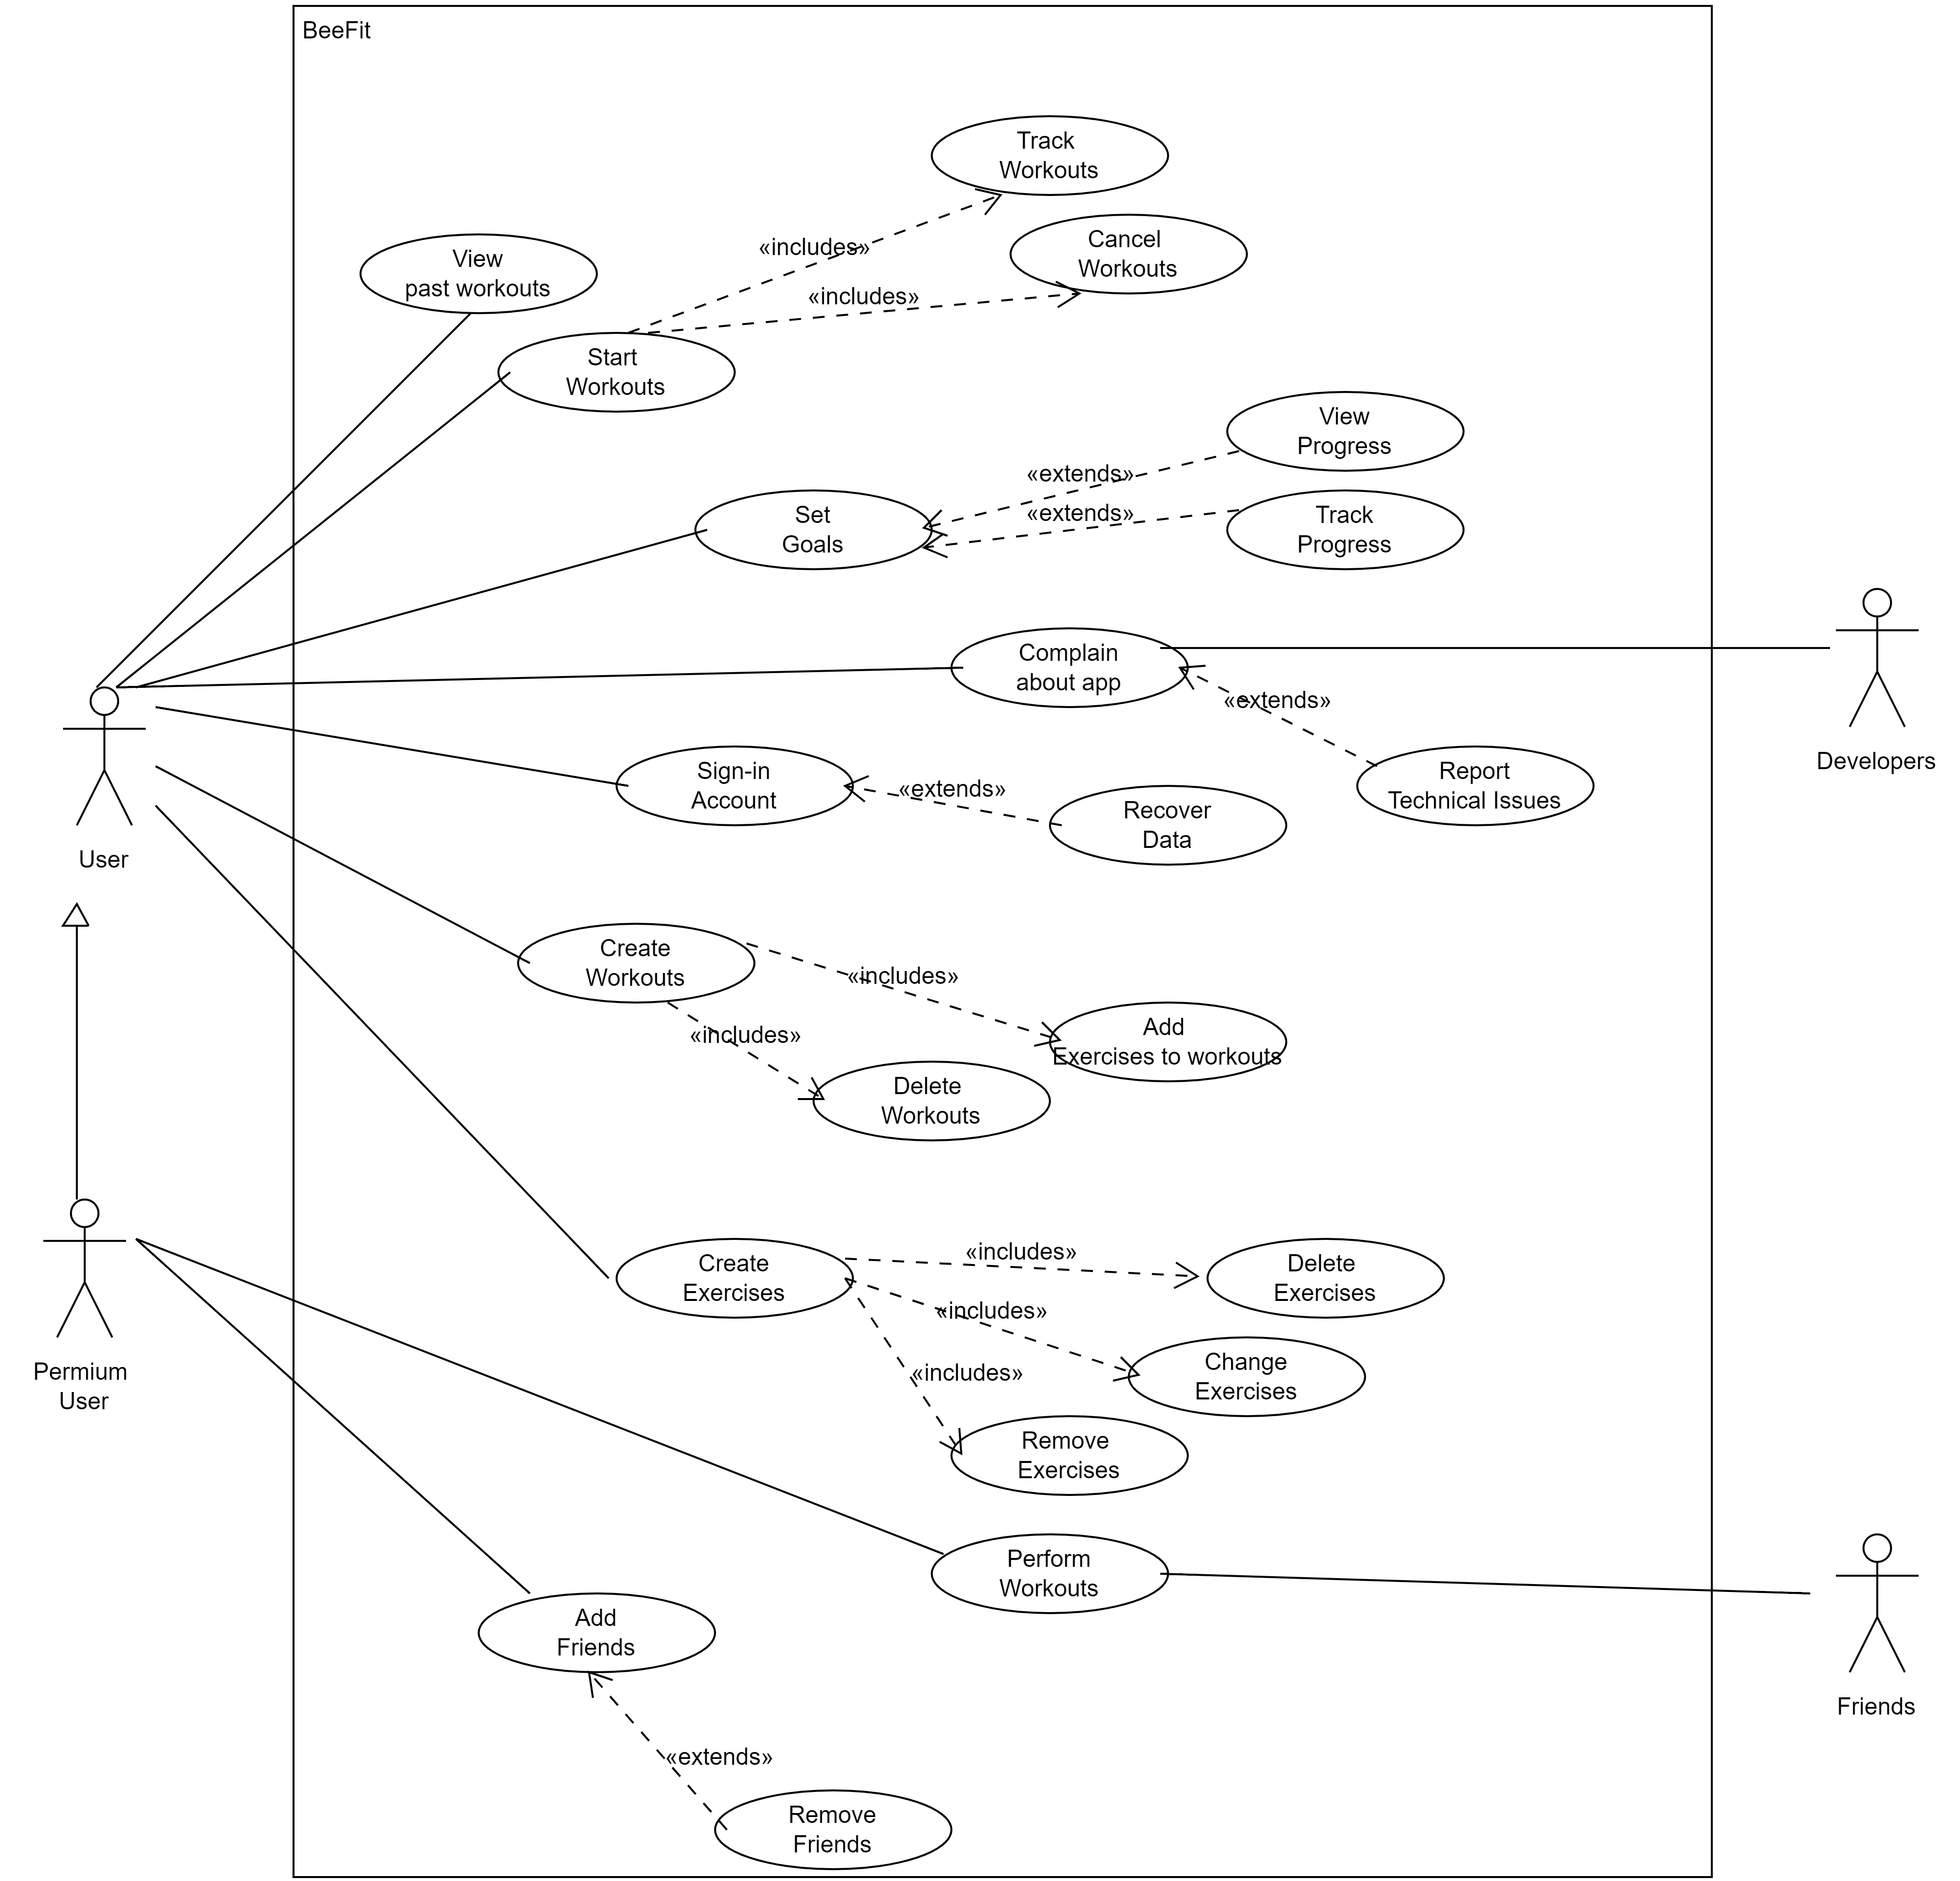 BeeFit
Track
Workouts
«includes»
Cancel
Workouts
View
past workouts
«includes»
Start
Workouts
View
Progress
«extends»
Set
Goals
«extends»
Track
Progress
Complain
about app
«extends»
Developers
Sign-in
Account
«extends»
Recover
Data
Report
Technical Issues
User
Create
Workouts
«includes»
«includes»
Add
Exercises to workouts
Delete
Workouts
Create
Exercises
«includes»
Delete
Exercises
«includes»
Change
Exercises
«includes»
Permium
User
Remove
Exercises
Perform
Workouts
Add
Friends
Friends
«extends»
Remove
Friends